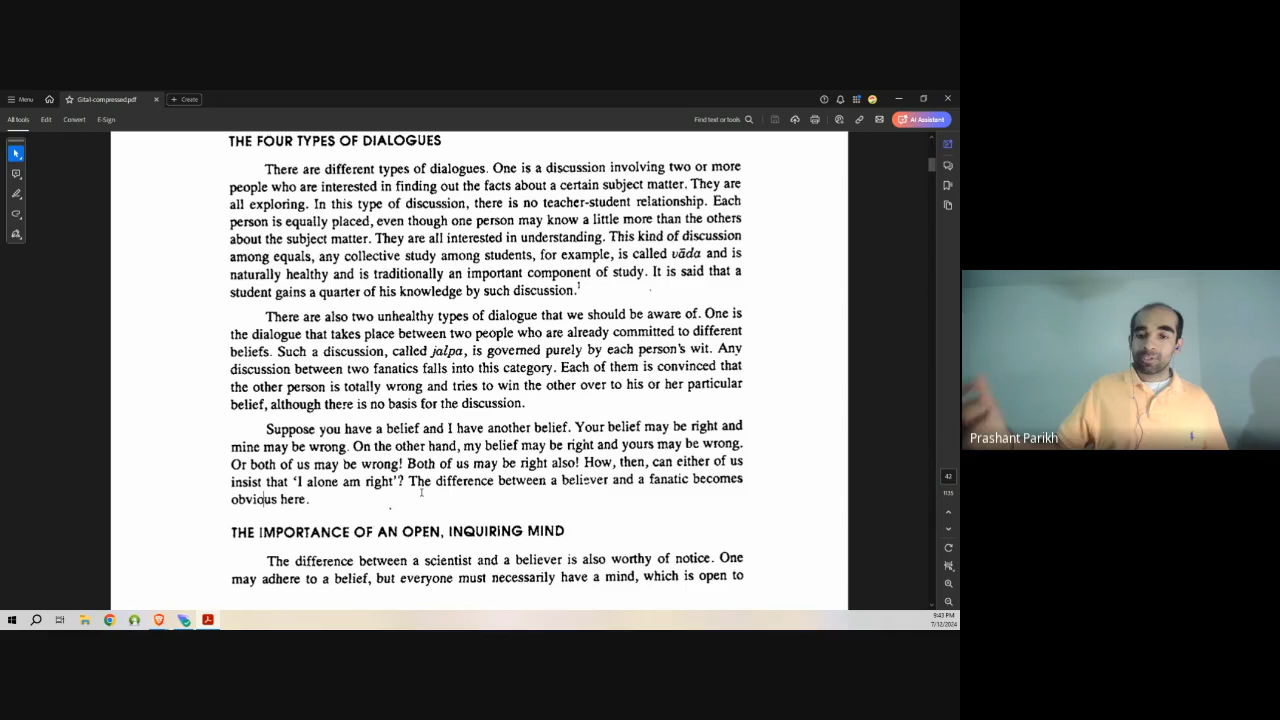 Menu
Gita1-compressed.pdf
Create
All tools
Edit
Convert
E-Sign
Find text or tools
AI Assistant
THE FOUR TYPES OF DIALOGUES
There are different types of dialogues. One is a discussion involving two or more
people who are interested in finding out the facts about a certain subject matter. They are
all exploring. In this type of discussion, there is no teacher-student relationship. Each
person is equally placed, even though one person may know a little more than the others
about the subject matter. They are all interested in understanding. This kind of discussion
among equals, any collective study among students, for example, is called vāda and is
naturally healthy and is traditionally an important component of study. It is said that a
student gains a quarter of his knowledge by such discussion.1
There are also two unhealthy types of dialogue that we should be aware of. One is
the dialogue that takes place between two people who are already committed to different
beliefs. Such a discussion, called jalpa, is governed purely by each person's wit. Any
discussion between two fanatics falls into this category. Each of them is convinced that
the other person is totally wrong and tries to win the other over to his or her particular
belief, although there is no basis for the discussion.
Suppose you have a belief and I have another belief. Your belief may be right and
mine may be wrong. On the other hand, my belief may be right and yours may be wrong.
Or both of us may be wrong! Both of us may be right also! How, then, can either of us
insist that 'I alone am right'? The difference between a believer and a fanatic becomes
obvious here.
THE IMPORTANCE OF AN OPEN, INQUIRING MIND
The difference between a scientist and a believer is also worthy of notice. One
may adhere to a belief, but everyone must necessarily have a mind, which is open to
42
1135
9:43 PM
7/12/2024
Prashant Parikh